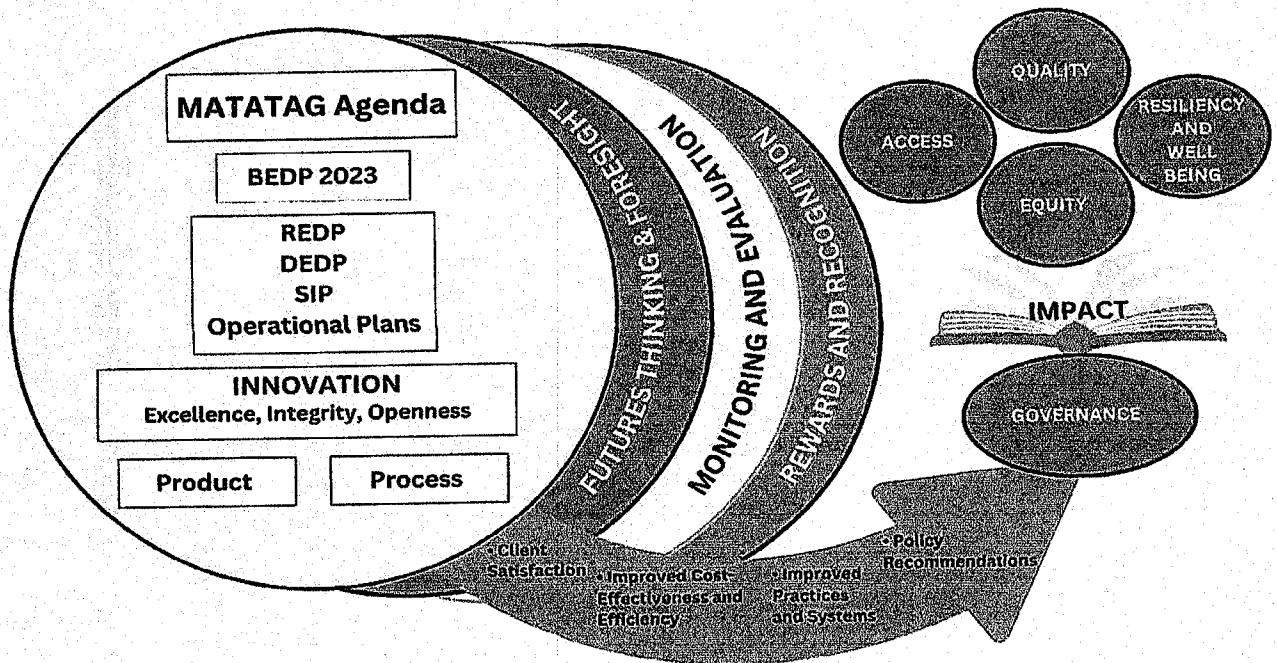 MATATAG Agenda
BEDP 2023
REDP
DEDP
SIP
Operational Plans
INNOVATION
Excellence, Integrity, Openness
Product
Process
FUTURES THINKING & FORESIGHT
MONITORING AND EVALUATION
REWARDS AND RECOGNITION
• Client
Satisfaction
• Improved Cost-
Effectiveness and
Efficiency
• Improved
Practices
and Systems
• Policy
Recommendations
QUALITY
ACCESS
RESILIENCY
AND
WELL
BEING
EQUITY
IMPACT
GOVERNANCE